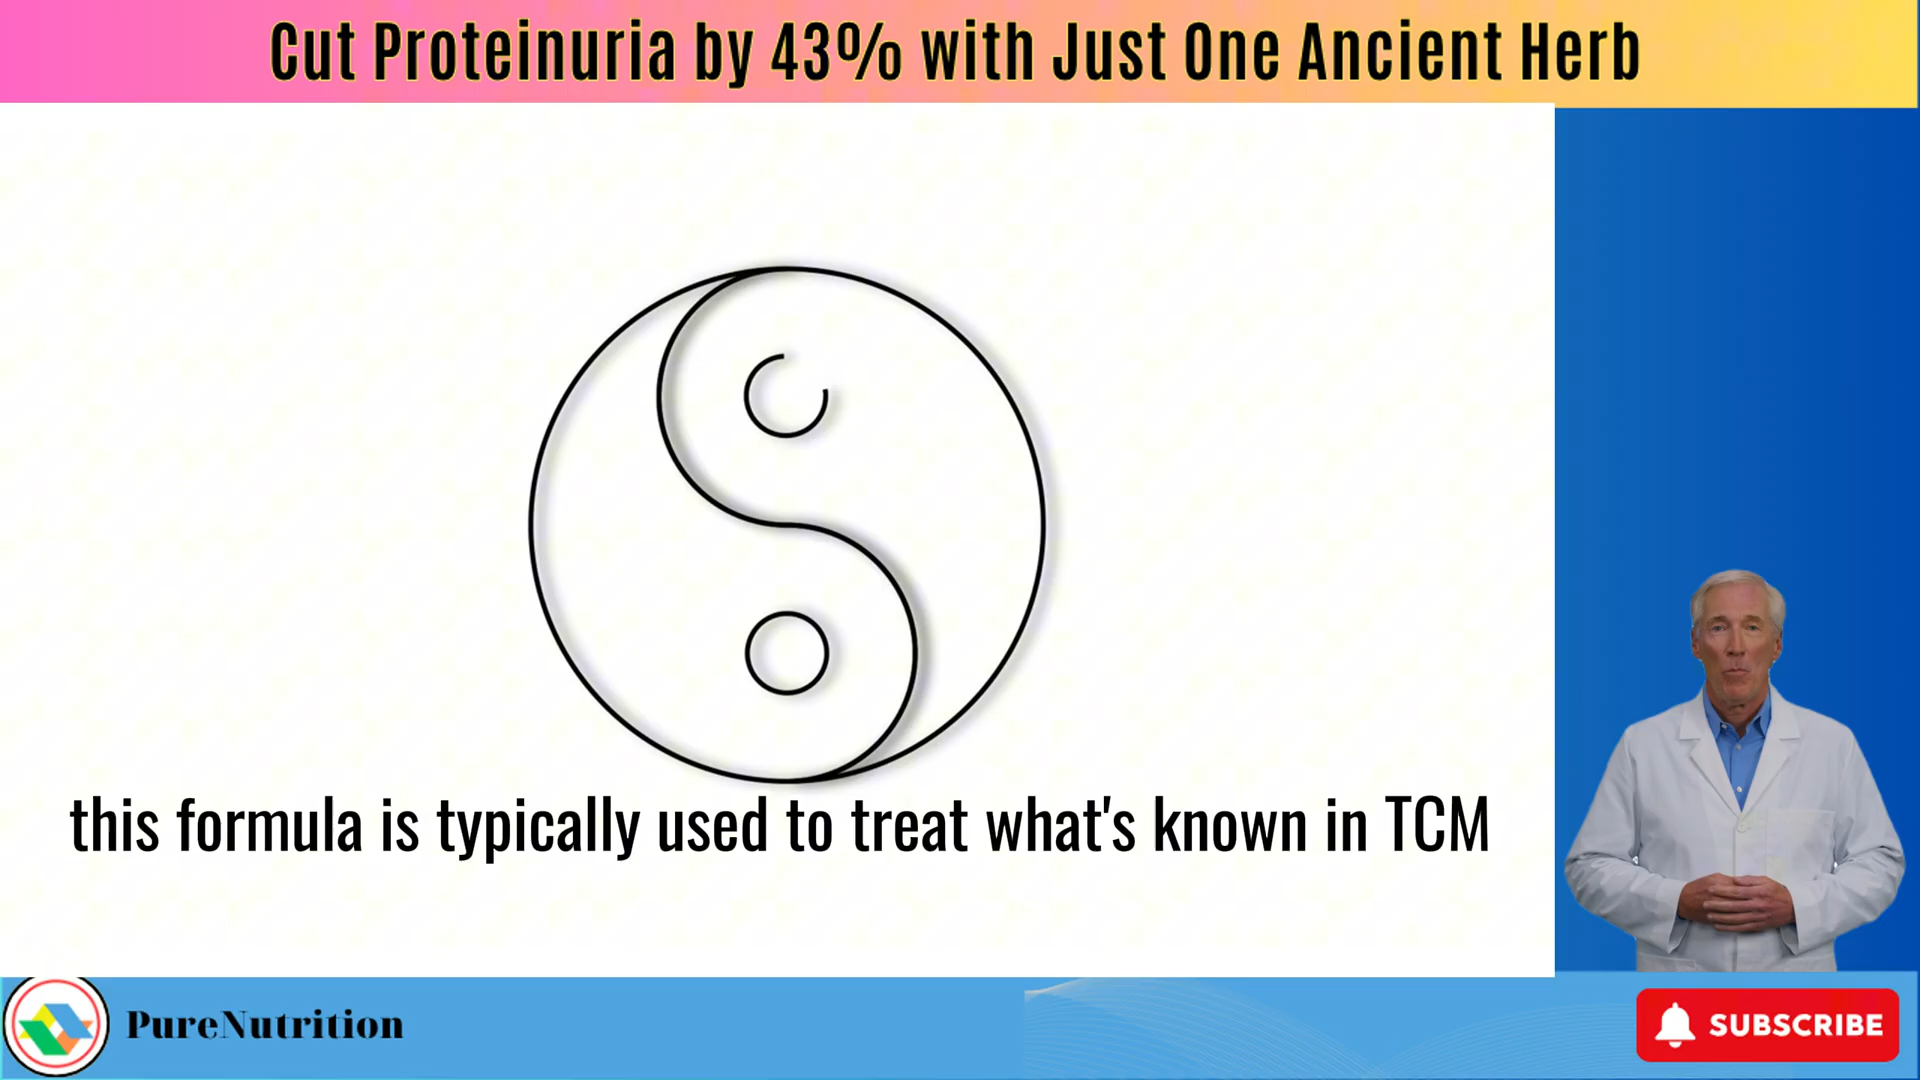 Cut Proteinuria by 43% with Just One Ancient Herb
this formula is typically used to treat what's known in TCM
PureNutrition
SUBSCRIBE